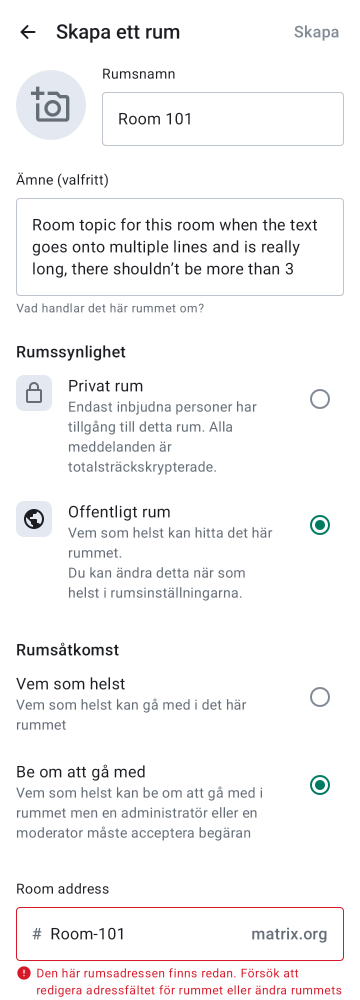 Skapa ett rum
Skapa
Rumsnamn
Room 101
Ämne (valfritt)
Room topic for this room when the text
goes onto multiple lines and is really
long, there shouldn’t be more than 3
Vad handlar det här rummet om?
Rumssynlighet
Privat rum
Endast inbjudna personer har
tillgång till detta rum. Alla
meddelanden är
totalsträckskrypterade.
Offentligt rum
Vem som helst kan hitta det här
rummet.
Du kan ändra detta när som
helst i rumsinställningarna.
Rumsåtkomst
Vem som helst
Vem som helst kan gå med i det här
rummet
Be om att gå med
Vem som helst kan be om att gå med i
rummet men en administratör eller en
moderator måste acceptera begäran
Room address
# Room-101 matrix.org
Den här rumsadressen finns redan. Försök att
redigera adressfältet för rummet eller ändra rummets